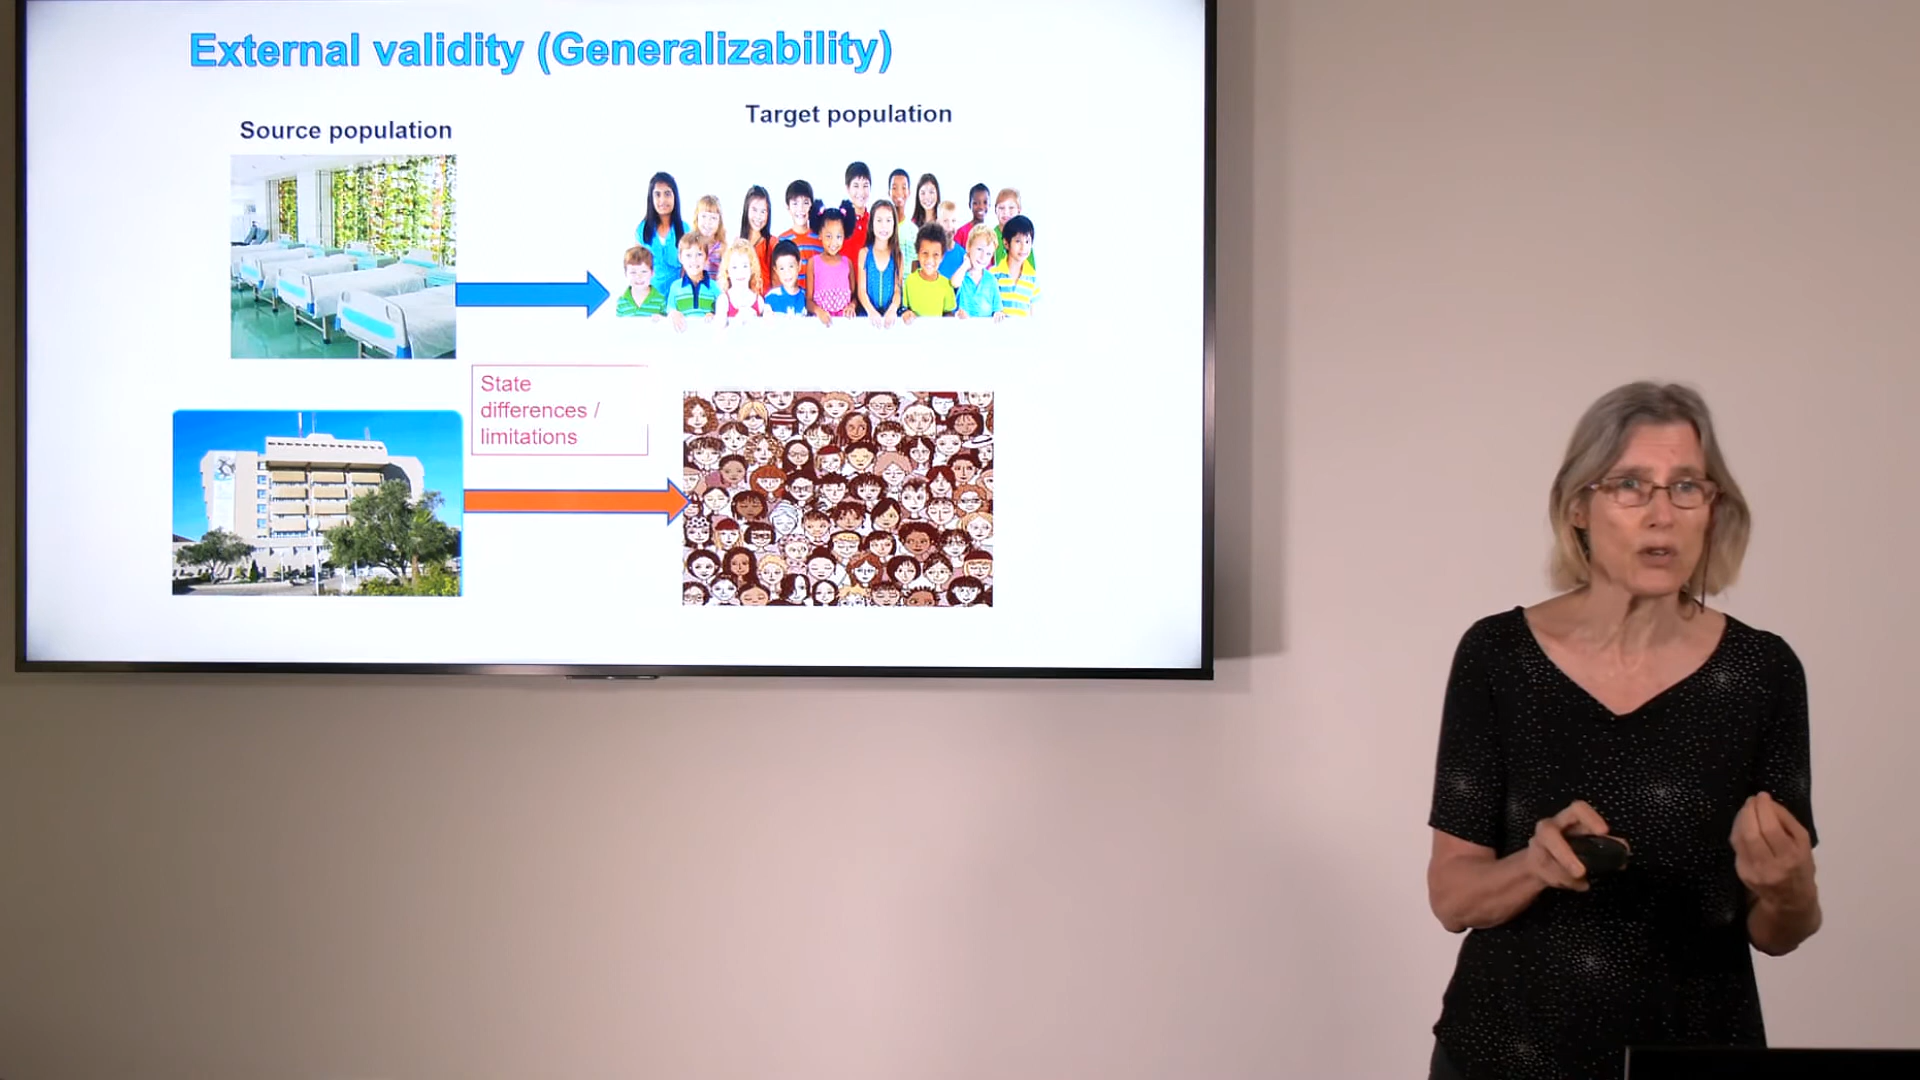 External validity (Generalizability)
Source population
Target population
State
differences /
limitations